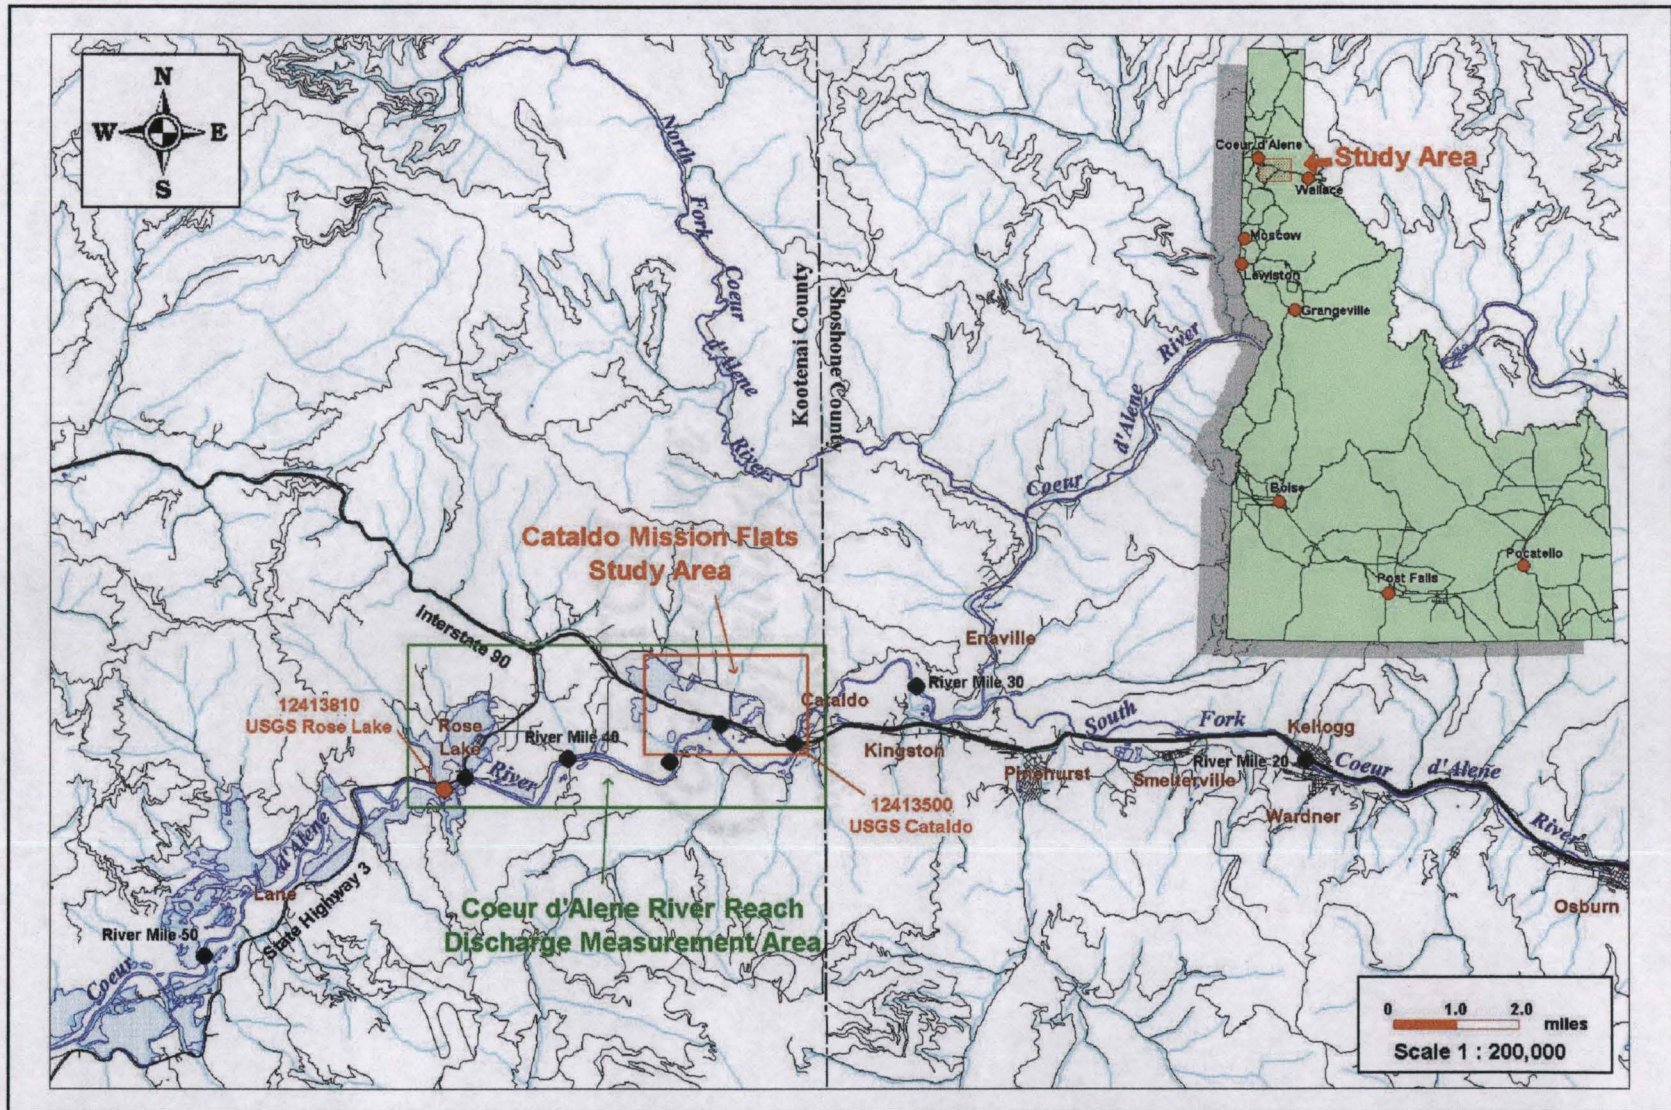 N
W E
S
North
Fork
Coeur
d'Alene
River
Kootenai County
Shoshone County
River
d'Alene
Coeur
Coeur d'Alene
Study Area
Wallace
Moscow
Lewiston
Grangeville
Boise
Pocatello
Post Falls
Cataldo Mission Flats
Study Area
Interstate 90
Enaville
12413810
USGS Rose Lake
Rose
Lake
River Mile 40
River
Cataldo
River Mile 30
Kingston
South
Fork
Kellogg
Pinehurst
Smelterville
River Mile 20
Coeur
d'Alene
River
Wardner
Osburn
12413500
USGS Cataldo
d'Alene
Lane
State Highway 3
River Mile 50
Coeur
Coeur d'Alene River Reach
Discharge Measurement Area
0 1.0 2.0 miles
Scale 1 : 200,000